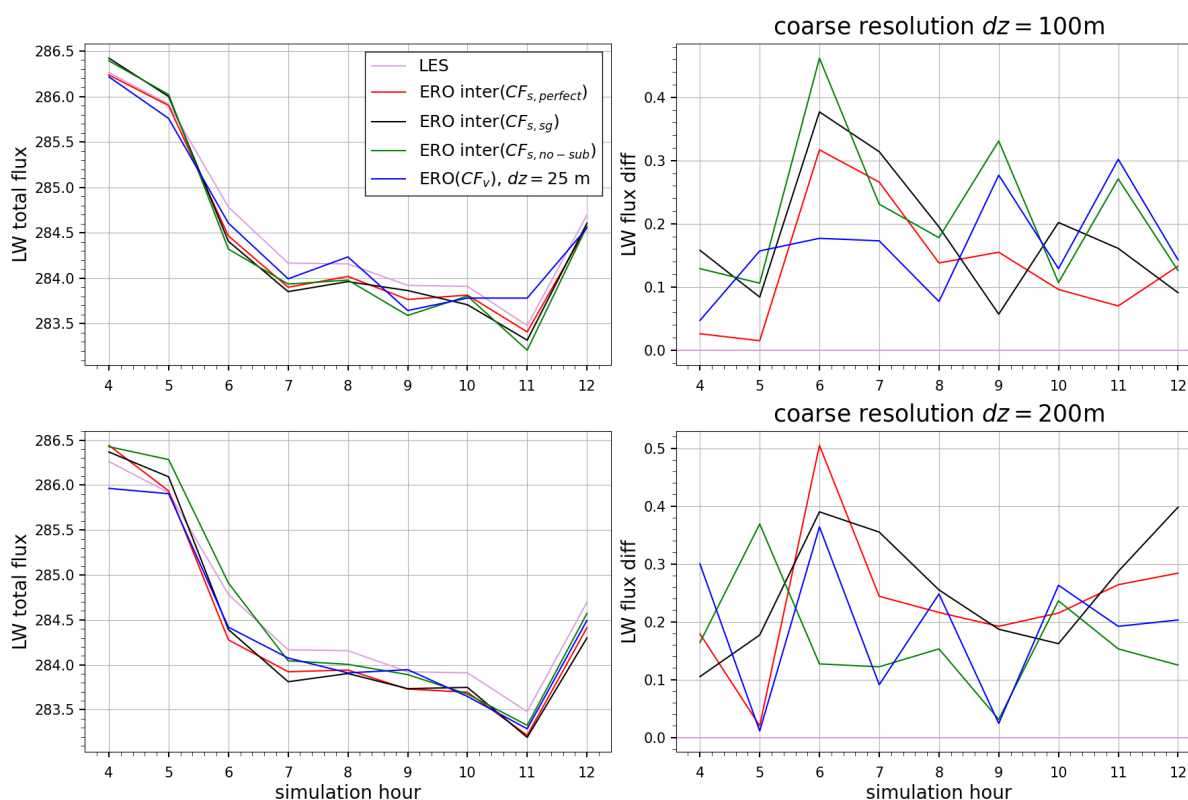 coarse resolution dz = 100m
LW total flux
286.5
286.0
285.5
285.0
284.5
284.0
283.5
4 5 6 7 8 9 10 11 12
LES
ERO inter(CF_{s,perfect})
ERO inter(CF_{s,sg})
ERO inter(CF_{s,no-sub})
ERO(CF_v), dz = 25 m
LW flux diff
0.4
0.3
0.2
0.1
0.0
4 5 6 7 8 9 10 11 12
coarse resolution dz = 200m
LW total flux
286.5
286.0
285.5
285.0
284.5
284.0
283.5
4 5 6 7 8 9 10 11 12
simulation hour
LW flux diff
0.5
0.4
0.3
0.2
0.1
0.0
4 5 6 7 8 9 10 11 12
simulation hour